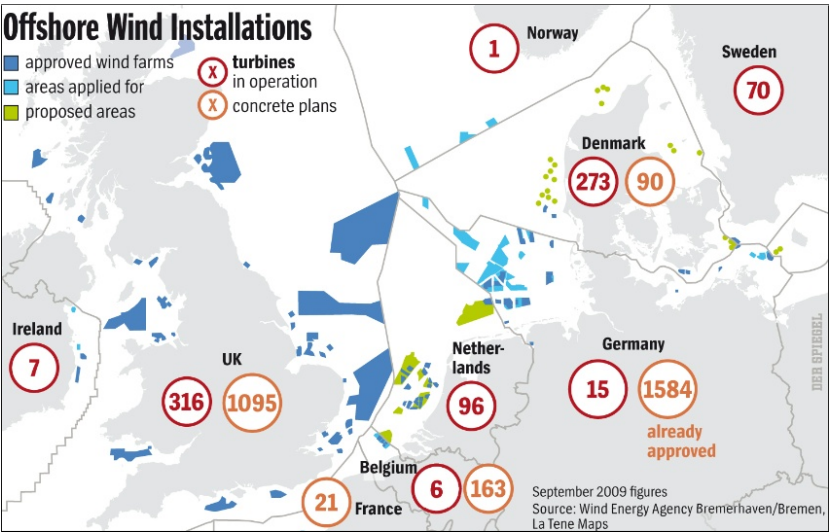 Offshore Wind Installations
approved wind farms
areas applied for
proposed areas
X turbines
in operation
X concrete plans
Norway
1
Sweden
70
Denmark
273 90
Ireland
7
UK
316 1095
Nether-
lands
96
Germany
15 1584
already
approved
Belgium
6 163
21 France
DER SPIEGEL
September 2009 figures
Source: Wind Energy Agency Bremerhaven/Bremen,
La Tene Maps